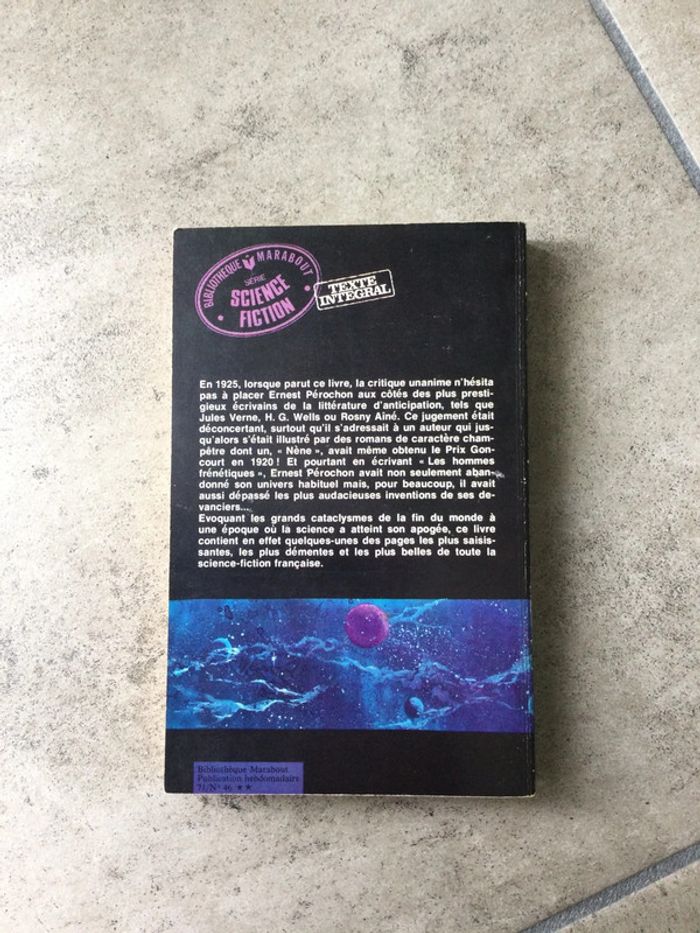 BIBLIOTHEQUE MARABOUT
SÉRIE
SCIENCE
FICTION
TEXTE
INTEGRAL
En 1925, lorsque parut ce livre, la critique unanime n'hésita
pas à placer Ernest Pérochon aux côtés des plus presti-
gieux écrivains de la littérature d'anticipation, tels que
Jules Verne, H. G. Wells ou Rosny Aîné. Ce jugement était
déconcertant, surtout qu'il s'adressait à un auteur qui jus-
qu'alors s'était illustré par des romans de caractère cham-
pêtre dont un, « Nène », avait même obtenu le Prix Gon-
court en 1920 ! Et pourtant en écrivant « Les hommes
frénétiques », Ernest Pérochon avait non seulement aban-
donné son univers habituel mais, pour beaucoup, il avait
aussi dépassé les plus audacieuses inventions de ses de-
vanciers...
Evoquant les grands cataclysmes de la fin du monde à
une époque où la science a atteint son apogée, ce livre
contient en effet quelques-unes des pages les plus saisis-
santes, les plus démentes et les plus belles de toute la
science-fiction française.
Bibliothèque Marabout
Publication hebdomadaire
71/N° 46 ★★